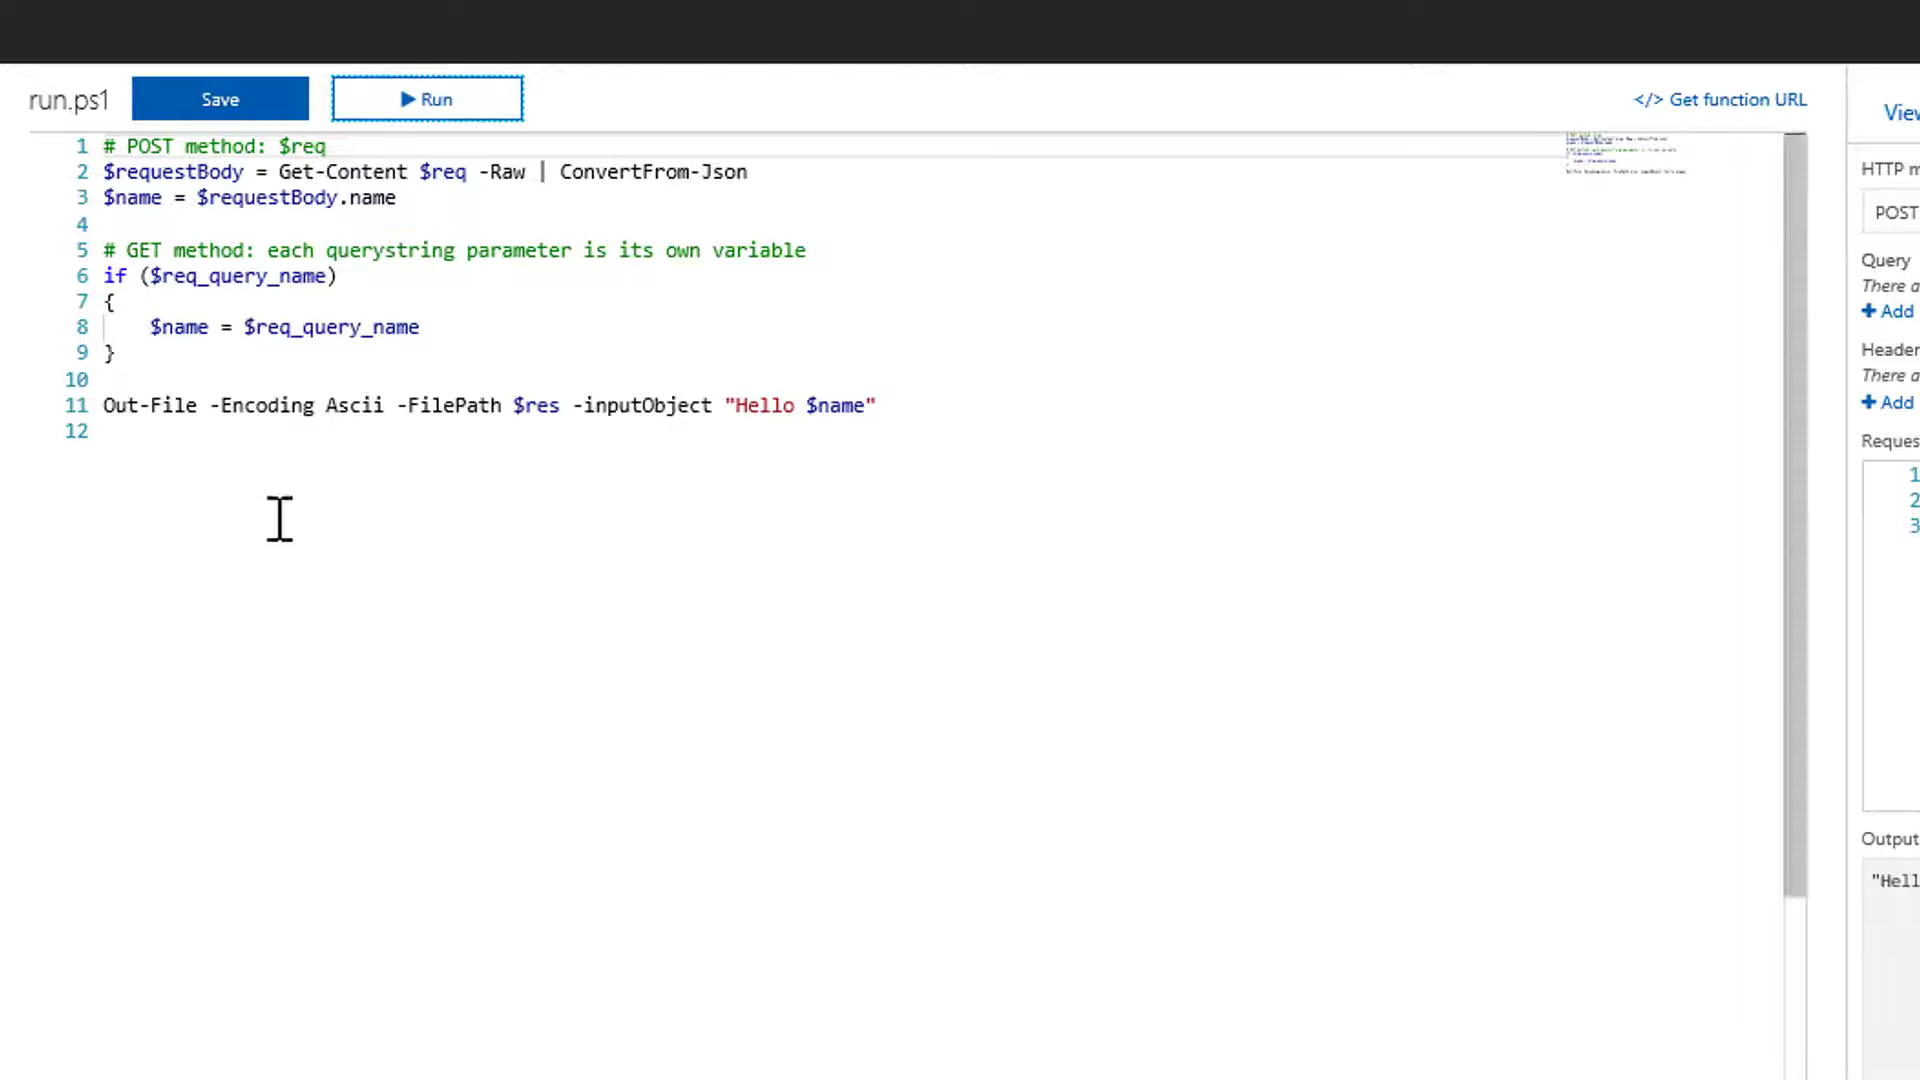 run.ps1
Save
Run
</> Get function URL
1 # POST method: $req
2 $requestBody = Get-Content $req -Raw | ConvertFrom-Json
3 $name = $requestBody.name
4
5 # GET method: each querystring parameter is its own variable
6 if ($req_query_name)
7 {
8     $name = $req_query_name
9 }
10
11 Out-File -Encoding Ascii -FilePath $res -inputObject "Hello $name"
12
View
HTTP m
POST
Query
There a
+ Add
Header
There a
+ Add
Reques
1
2
3
Output
"Hell